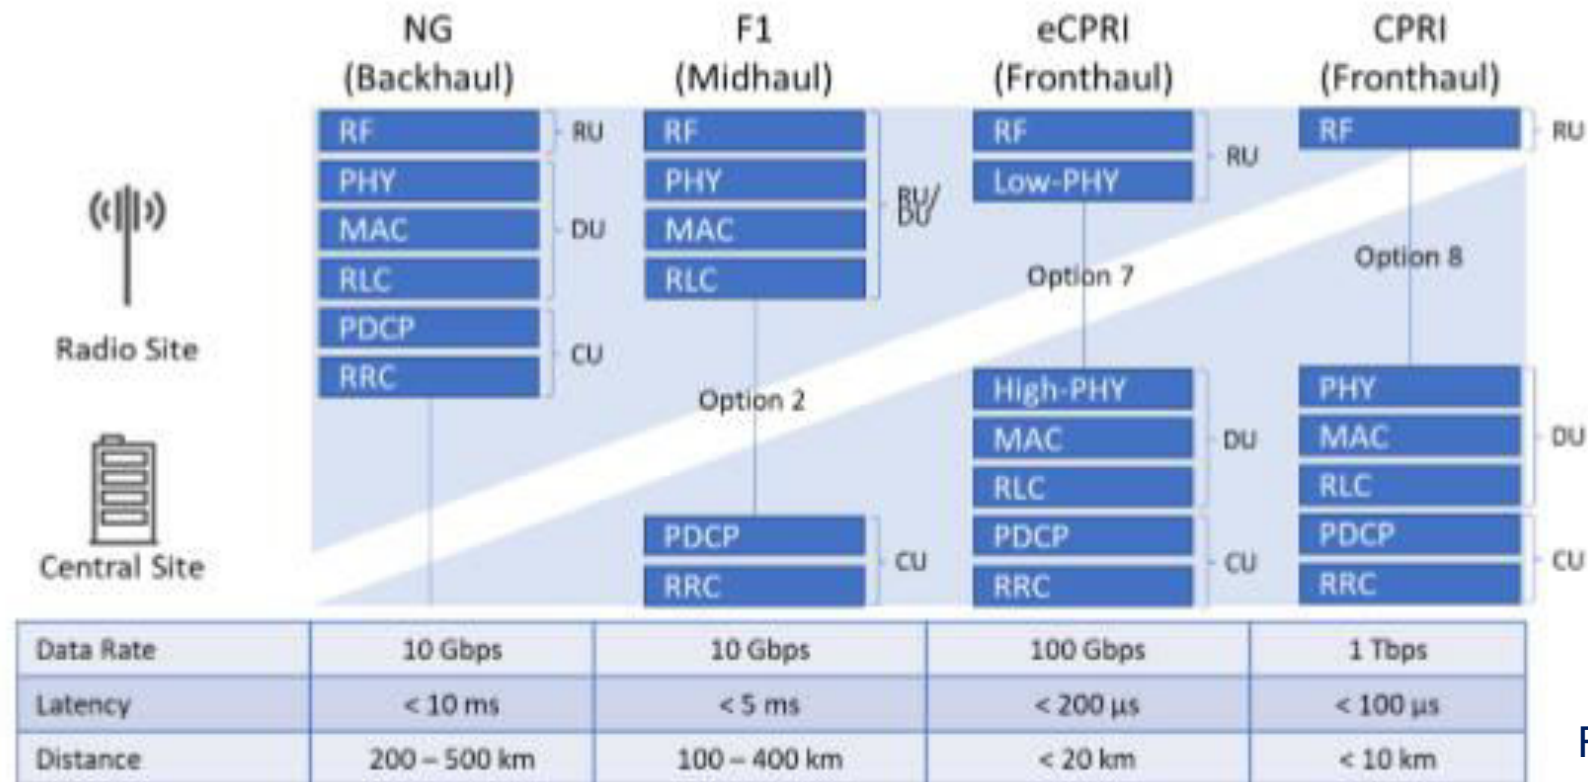 NG F1 eCPRI CPRI
(Backhaul) (Midhaul) (Fronthaul) (Fronthaul)
RF RU RF RF RF RU
PHY PHY Low-PHY RU
MAC DU MAC RU/
DU
RLC RLC Option 7 Option 8
PDCP
Radio Site CU
RRC High-PHY PHY
Option 2
MAC DU MAC DU
RLC RLC
PDCP PDCP PDCP
Central Site CU CU CU
RRC RRC RRC
Data Rate 10 Gbps 10 Gbps 100 Gbps 1 Tbps
Latency < 10 ms < 5 ms < 200 µs < 100 µs
Distance 200 – 500 km 100 – 400 km < 20 km < 10 km